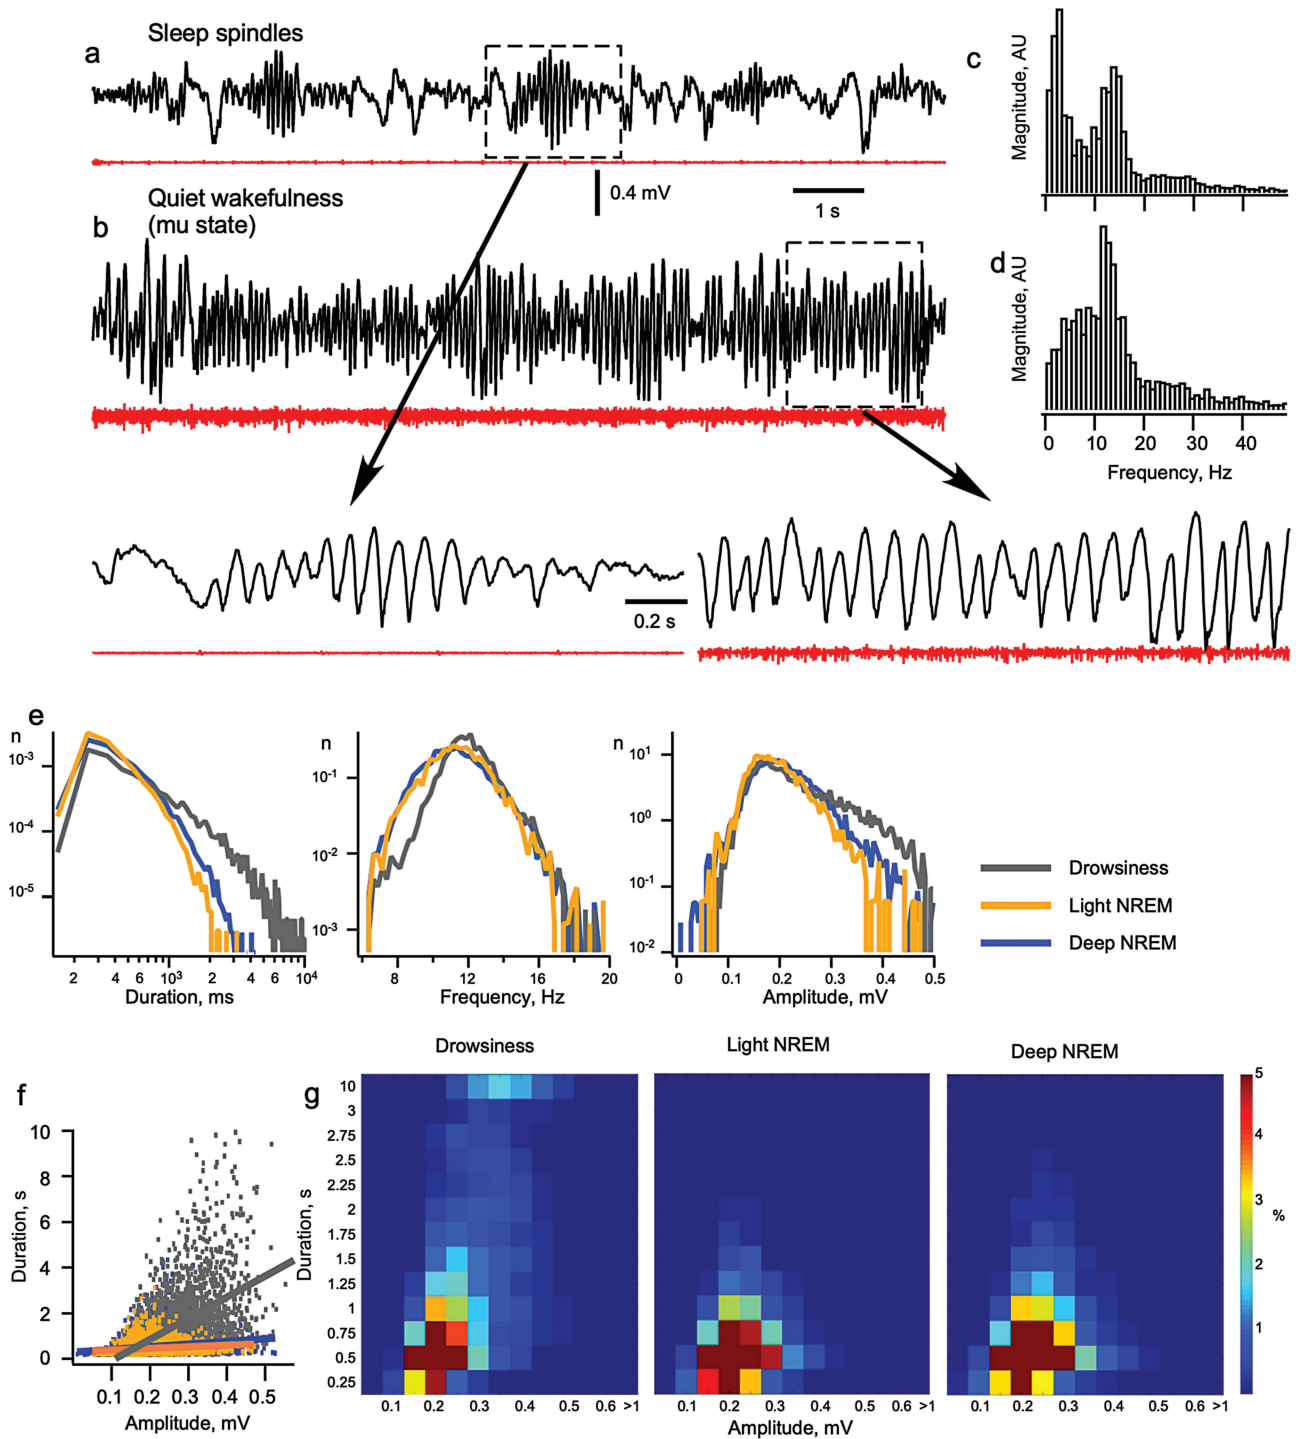 Sleep spindles
a
0.4 mV
1 s
Quiet wakefulness
(mu state)
b
c
Magnitude, AU
d
Magnitude, AU
0 10 20 30 40
Frequency, Hz
0.2 s
e
n
10-3
10-4
10-5
2 4 6 10³ 2 4 6 10⁴
Duration, ms
n
10-1
10-2
10-3
8 12 16 20
Frequency, Hz
n
10¹
10⁰
10-1
10-2
0 0.1 0.2 0.3 0.4 0.5
Amplitude, mV
Drowsiness
Light NREM
Deep NREM
f
Duration, s
10
8
6
4
2
0
0.1 0.2 0.3 0.4 0.5
Amplitude, mV
g
Drowsiness
Light NREM
Deep NREM
Duration, s
10
3
2.75
2.5
2.25
2
1.75
1.5
1.25
1
0.75
0.5
0.25
0.1 0.2 0.3 0.4 0.5 0.6 >1
0.1 0.2 0.3 0.4 0.5 0.6 >1
0.1 0.2 0.3 0.4 0.5 0.6 >1
Amplitude, mV
5
4
3
%
2
1